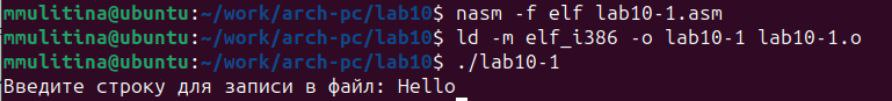 mmulitina@ubuntu:~/work/arch-pc/lab10$ nasm -f elf lab10-1.asm
mmulitina@ubuntu:~/work/arch-pc/lab10$ ld -m elf_i386 -o lab10-1 lab10-1.o
mmulitina@ubuntu:~/work/arch-pc/lab10$ ./lab10-1
Введите строку для записи в файл: Hello